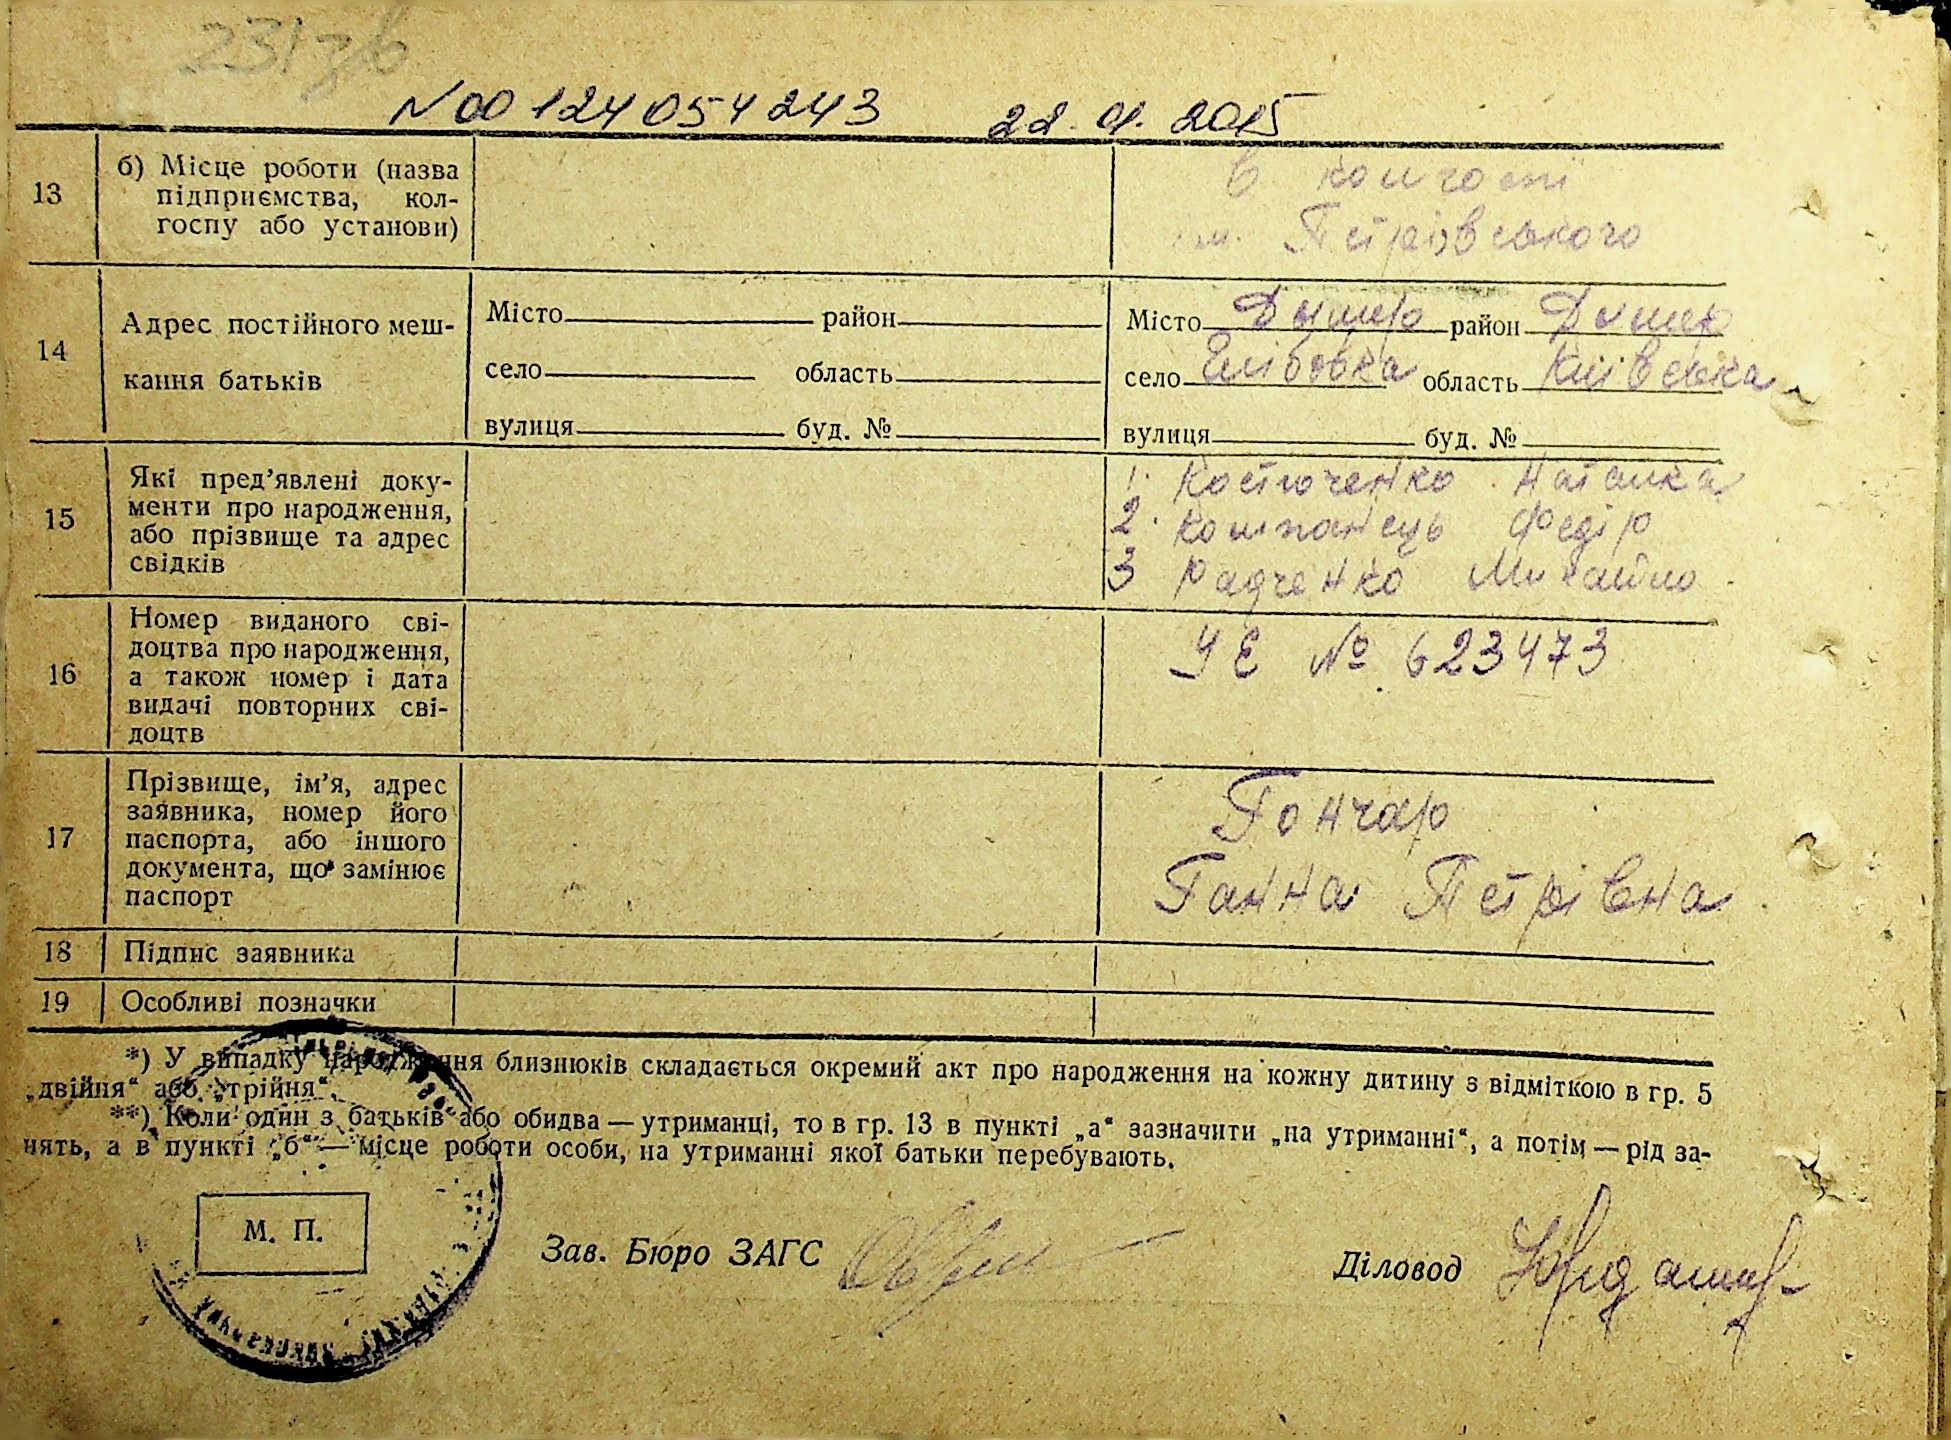 231зв
N00124054243 22.01.2015
13
б) Місце роботи (назва
підприємства, кол-
госпу або установи)
в колгоспі
ім. Петровського
14
Адрес постійного меш-
кання батьків
Місто район
село область
вулиця буд. №
Місто Дымер район Димер
село Глібовка область Київська
вулиця буд. №
15
Які пред’явлені доку-
менти про народження,
або прізвище та адрес
свідків
1. Костюченко Наталка
2. Компанець Федір
3 Радченко Михайло
16
Номер виданого сві-
доцтва про народження,
а також номер і дата
видачі повторних сві-
доцтв
УЕ № 623473
17
Прізвище, ім’я, адрес
заявника, номер його
паспорта, або іншого
документа, що замінює
паспорт
Гончар
Ганна Петрівна
18 Підпис заявника
19 Особливі позначки
*) У випадку народження близнюків складається окремий акт про народження на кожну дитину з відміткою в гр. 5
„двійня“ або „трійня“.
**) Коли один з батьків або обидва — утриманці, то в гр. 13 в пункті „а“ зазначити „на утриманні“, а потім — рід за-
нять, а в пункті „б“ — місце роботи особи, на утриманні якої батьки перебувають.
М. П.
Зав. Бюро ЗАГС
Діловод